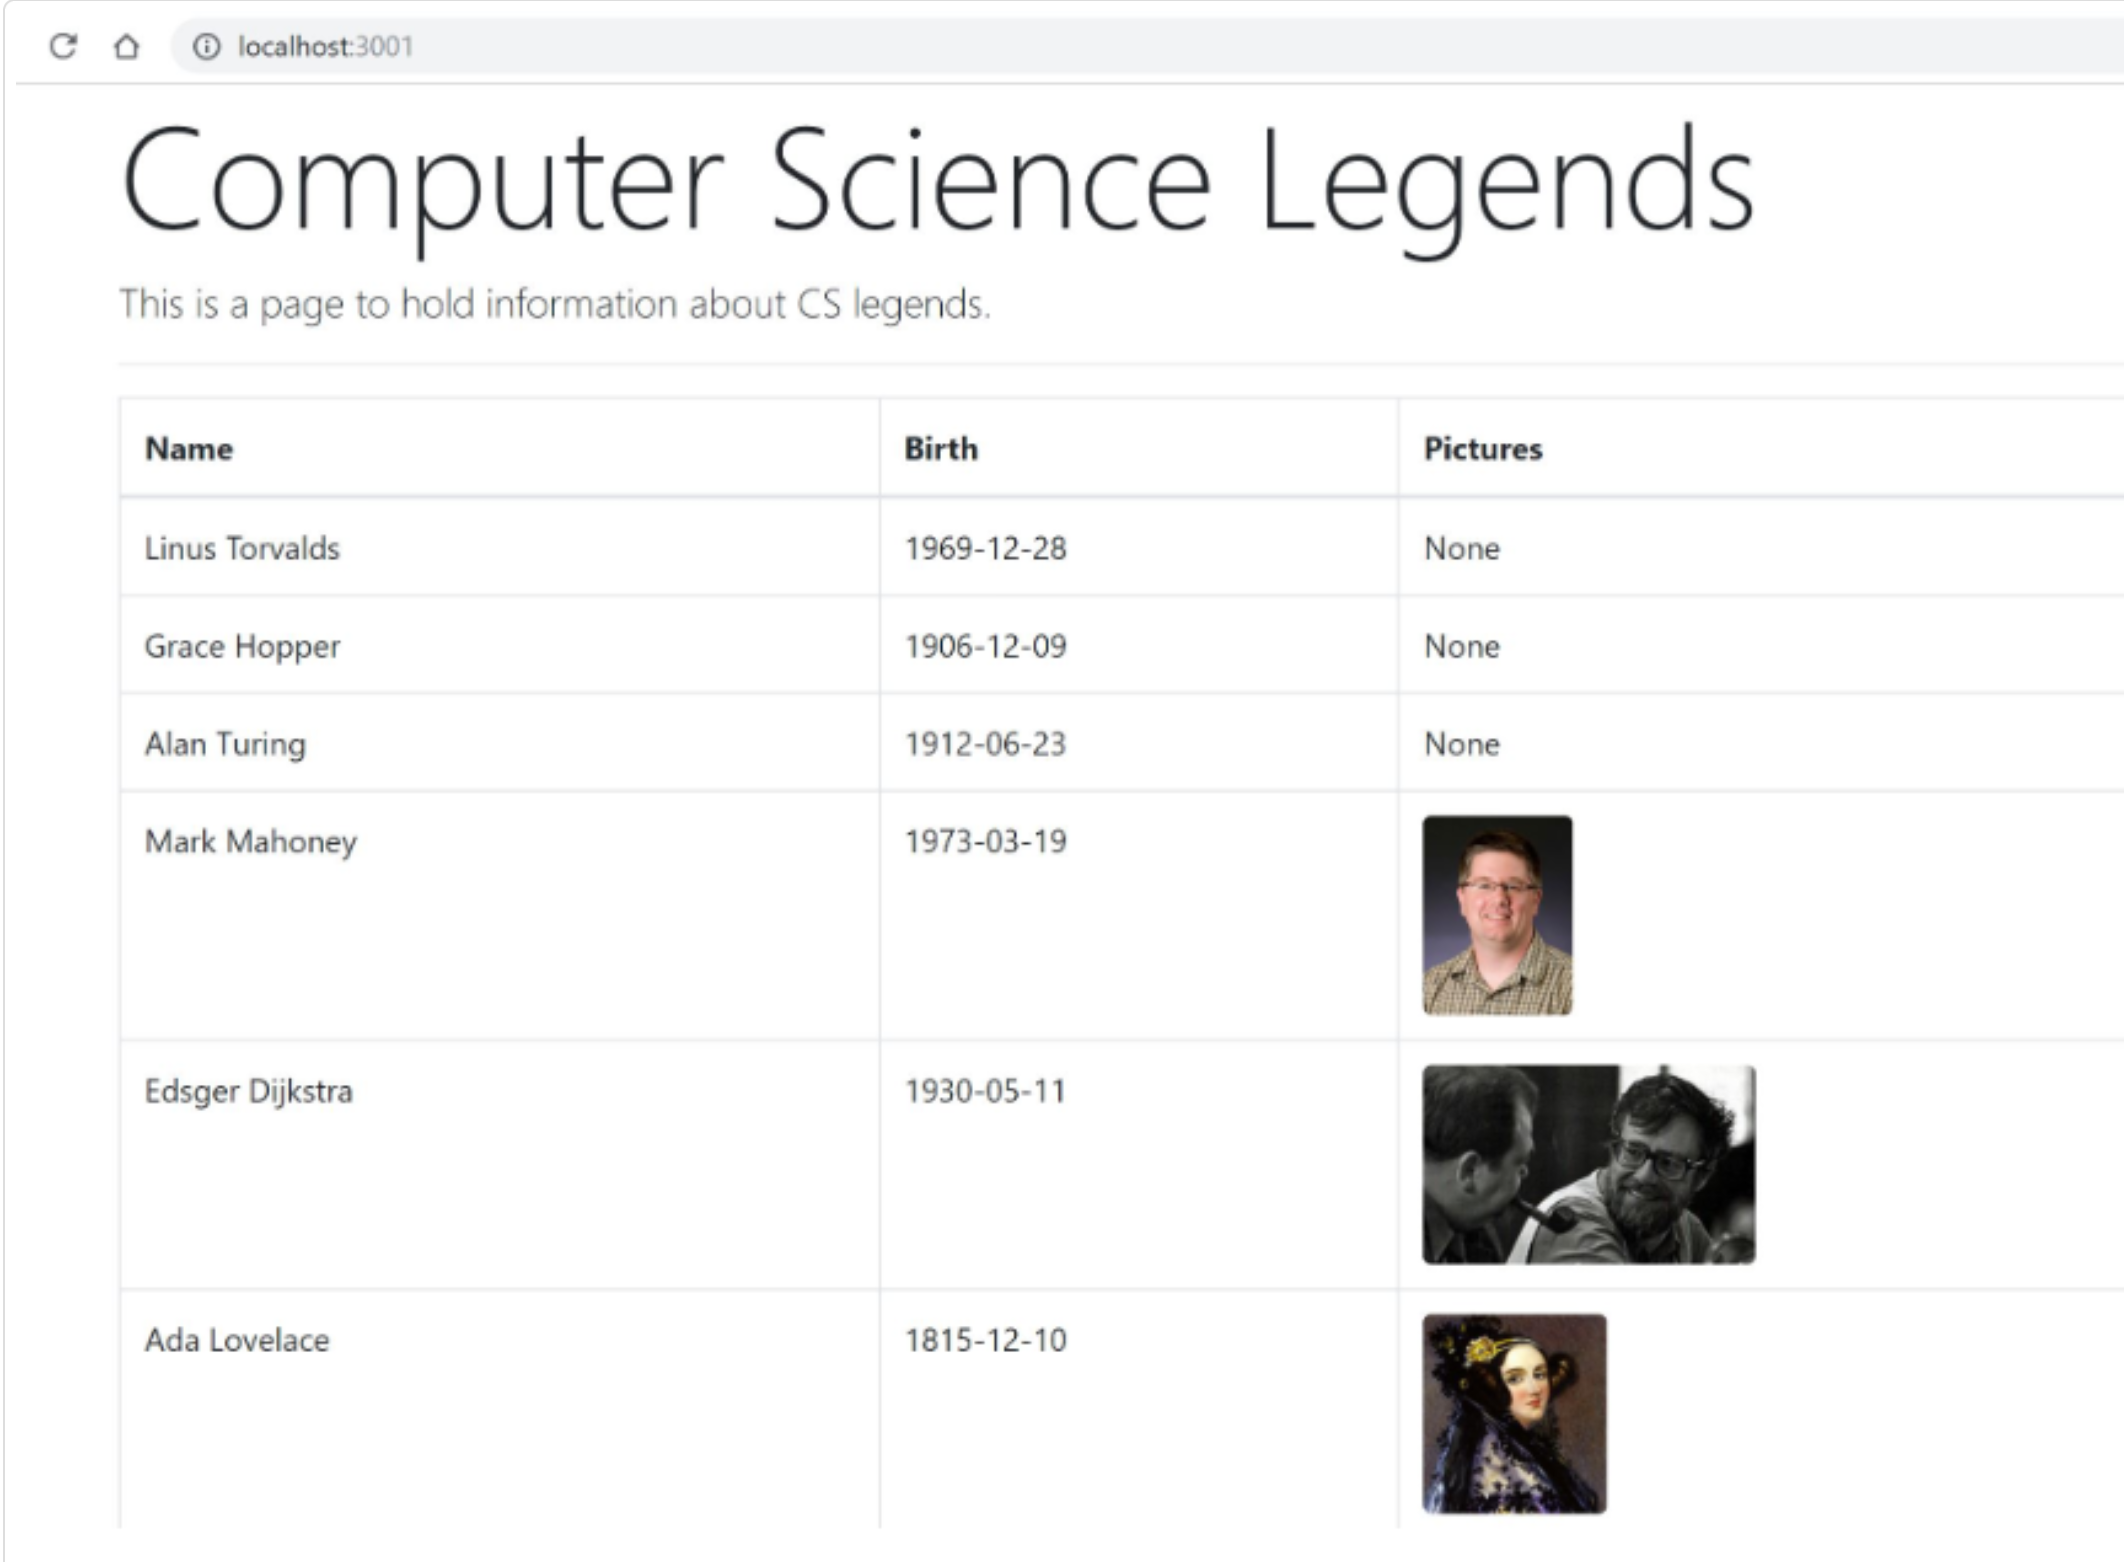 localhost:3001
Computer Science Legends
This is a page to hold information about CS legends.
Name Birth Pictures
Linus Torvalds 1969-12-28 None
Grace Hopper 1906-12-09 None
Alan Turing 1912-06-23 None
Mark Mahoney 1973-03-19
Edsger Dijkstra 1930-05-11
Ada Lovelace 1815-12-10